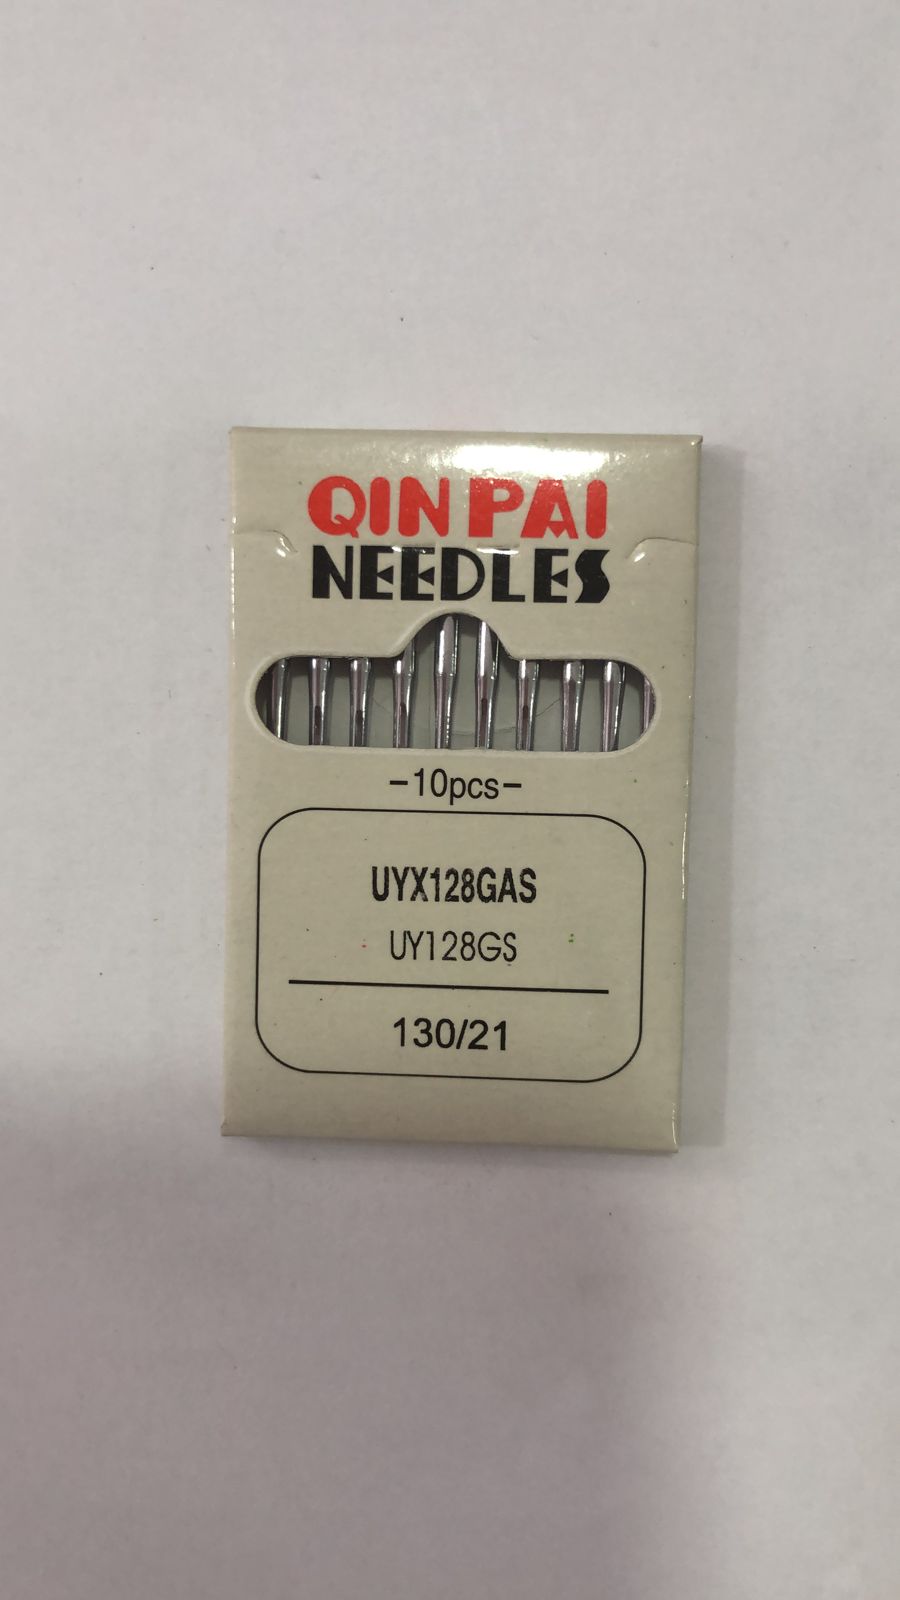 QIN PAI
NEEDLES
-10pcs-
UYX128GAS
UY128GS
130/21